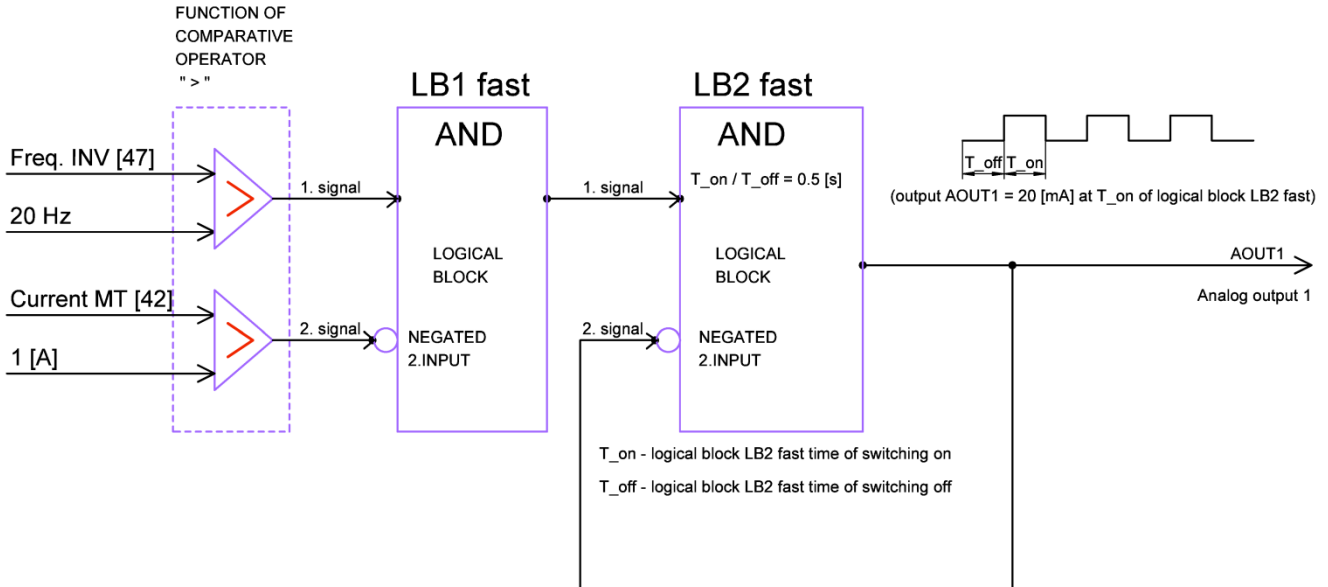 FUNCTION OF
COMPARATIVE
OPERATOR
" > "
Freq. INV [47]
20 Hz
Current MT [42]
1 [A]
1. signal
2. signal
LB1 fast
AND
LOGICAL
BLOCK
NEGATED
2.INPUT
1. signal
2. signal
LB2 fast
AND
T_on / T_off = 0.5 [s]
LOGICAL
BLOCK
NEGATED
2.INPUT
T_off T_on
(output AOUT1 = 20 [mA] at T_on of logical block LB2 fast)
AOUT1
Analog output 1
T_on - logical block LB2 fast time of switching on
T_off - logical block LB2 fast time of switching off